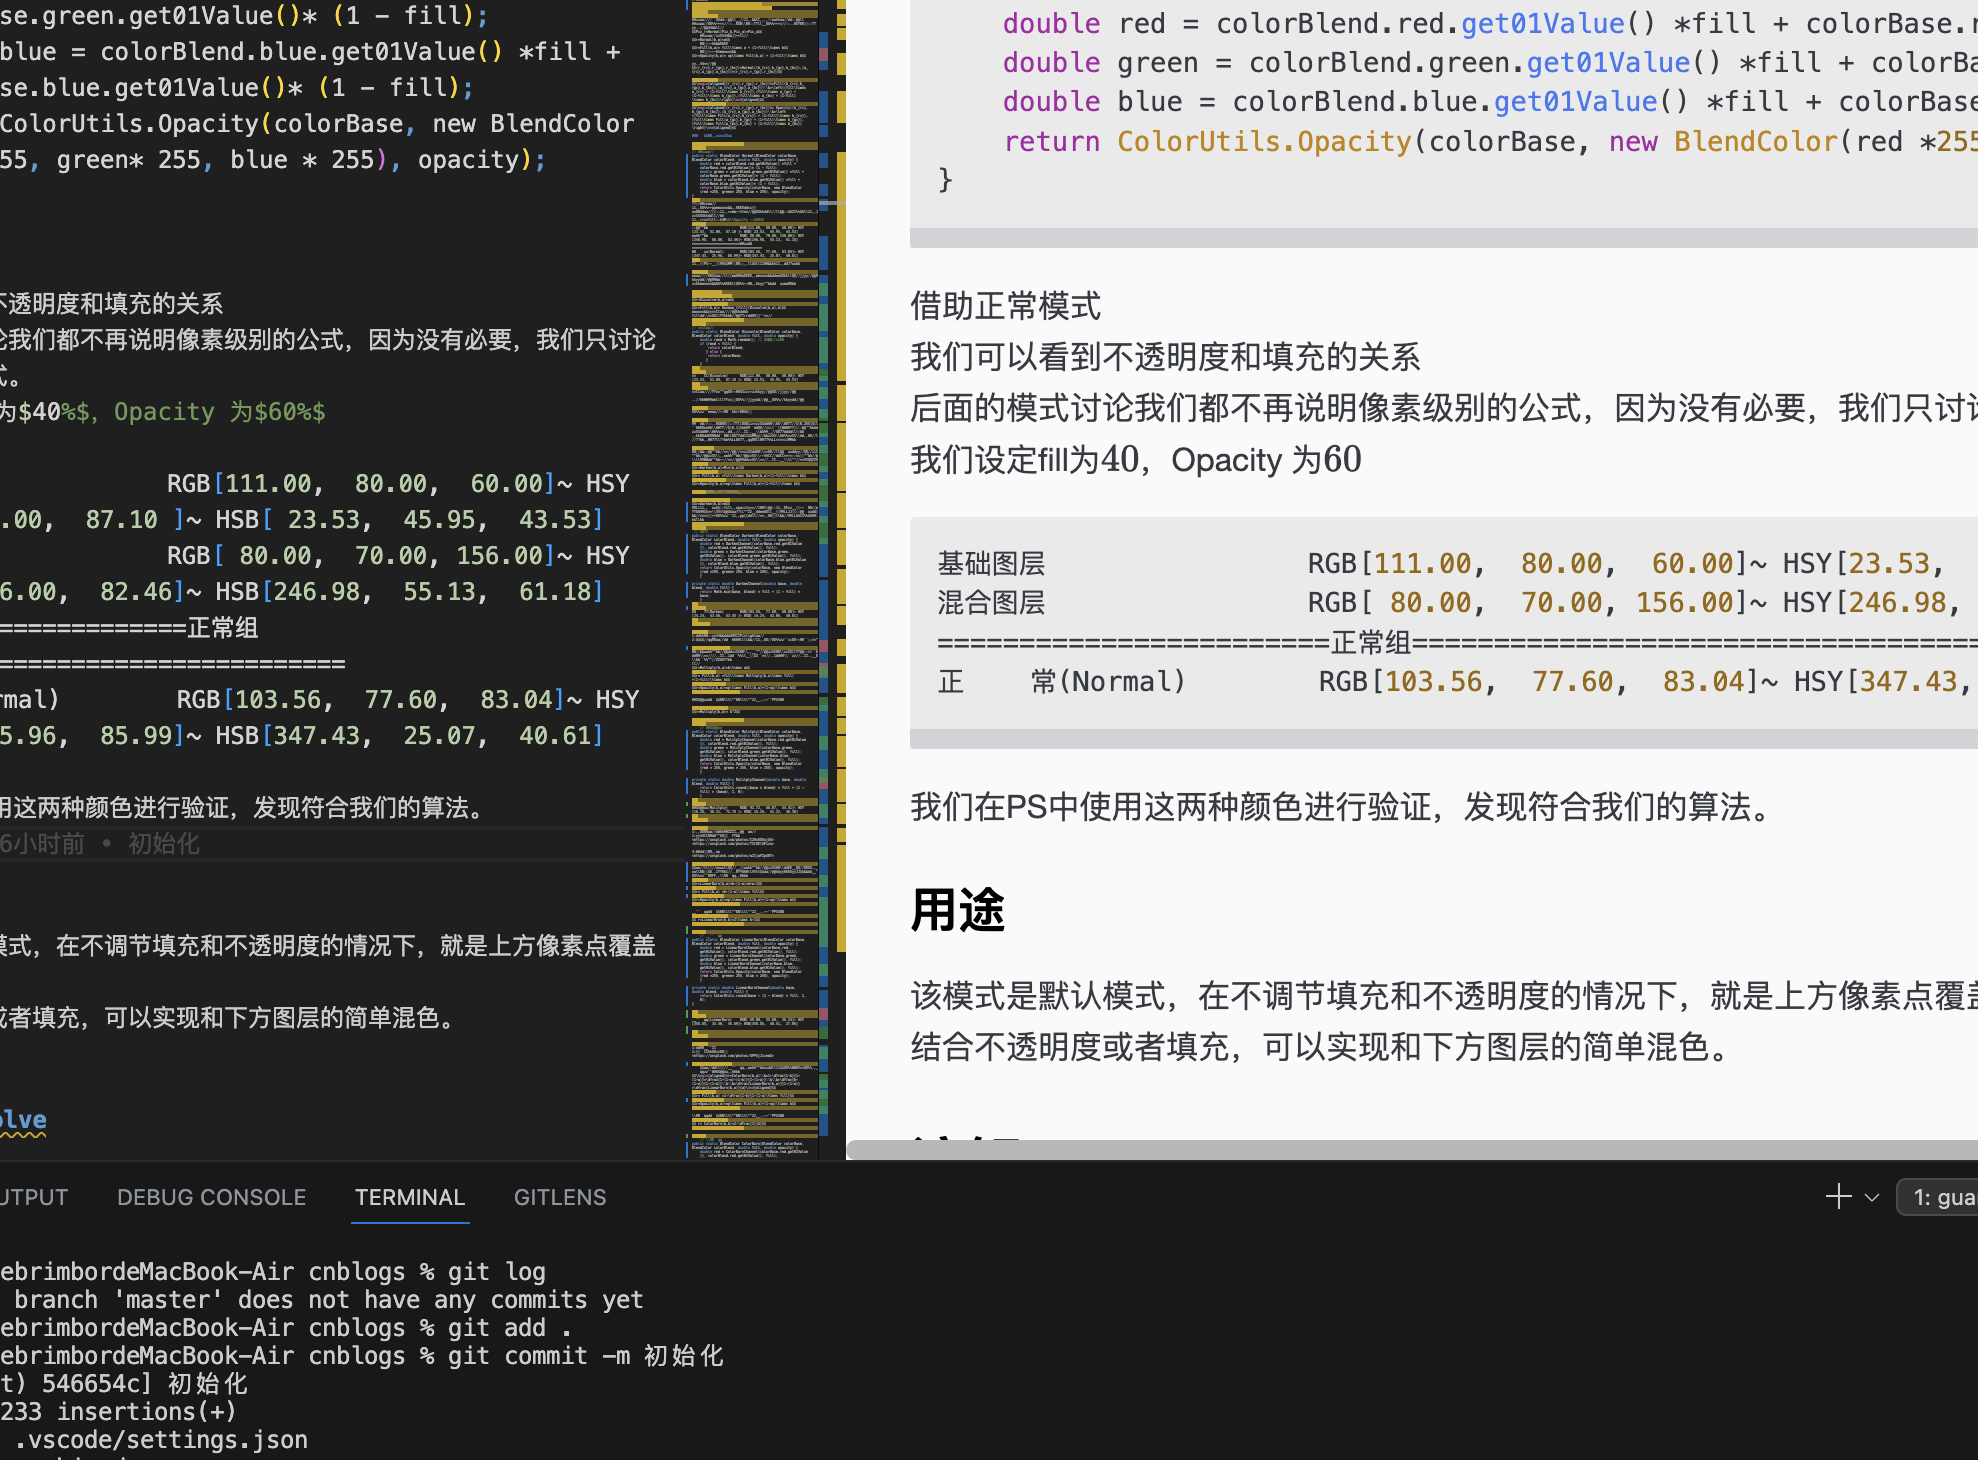 se.green.get01Value()* (1 - fill);
blue = colorBlend.blue.get01Value() *fill +
se.blue.get01Value()* (1 - fill);
ColorUtils.Opacity(colorBase, new BlendColor
55, green* 255, blue * 255), opacity);
不透明度和填充的关系
论我们都不再说明像素级别的公式，因为没有必要，我们只讨论
式。
为$40%$，Opacity 为$60%$
RGB[111.00,  80.00,  60.00]~ HSY
.00,  87.10 ]~ HSB[ 23.53,  45.95,  43.53]
RGB[ 80.00,  70.00, 156.00]~ HSY
6.00,  82.46]~ HSB[246.98,  55.13,  61.18]
=============正常组
========================
rmal)        RGB[103.56,  77.60,  83.04]~ HSY
5.96,  85.99]~ HSB[347.43,  25.07,  40.61]
用这两种颜色进行验证，发现符合我们的算法。
6小时前 • 初始化
模式，在不调节填充和不透明度的情况下，就是上方像素点覆盖
或者填充，可以实现和下方图层的简单混色。
olve
double red = colorBlend.red.get01Value() *fill + colorBase.r
double green = colorBlend.green.get01Value() *fill + colorBa
double blue = colorBlend.blue.get01Value() *fill + colorBase
return ColorUtils.Opacity(colorBase, new BlendColor(red *255
}
借助正常模式
我们可以看到不透明度和填充的关系
后面的模式讨论我们都不再说明像素级别的公式，因为没有必要，我们只讨论
我们设定fill为40，Opacity 为60
基础图层                RGB[111.00,  80.00,  60.00]~ HSY[23.53,
混合图层                RGB[ 80.00,  70.00, 156.00]~ HSY[246.98,
========================正常组===================================
正    常(Normal)        RGB[103.56,  77.60,  83.04]~ HSY[347.43,
我们在PS中使用这两种颜色进行验证，发现符合我们的算法。
用途
该模式是默认模式，在不调节填充和不透明度的情况下，就是上方像素点覆盖
结合不透明度或者填充，可以实现和下方图层的简单混色。
UTPUT DEBUG CONSOLE TERMINAL GITLENS
1: gua
ebrimbordeMacBook-Air cnblogs % git log
branch 'master' does not have any commits yet
ebrimbordeMacBook-Air cnblogs % git add .
ebrimbordeMacBook-Air cnblogs % git commit -m 初始化
t) 546654c] 初始化
233 insertions(+)
.vscode/settings.json